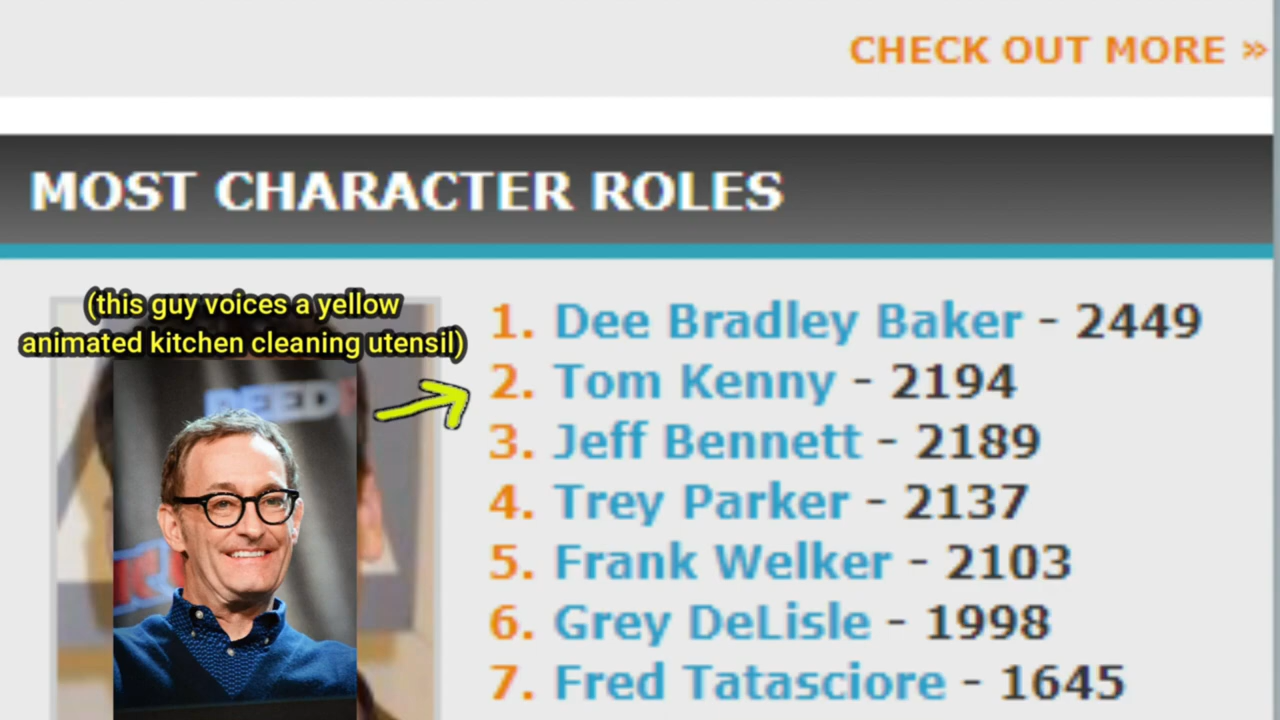 CHECK OUT MORE »
MOST CHARACTER ROLES
(this guy voices a yellow
animated kitchen cleaning utensil)
1. Dee Bradley Baker - 2449
2. Tom Kenny - 2194
3. Jeff Bennett - 2189
4. Trey Parker - 2137
5. Frank Welker - 2103
6. Grey DeLisle - 1998
7. Fred Tatasciore - 1645